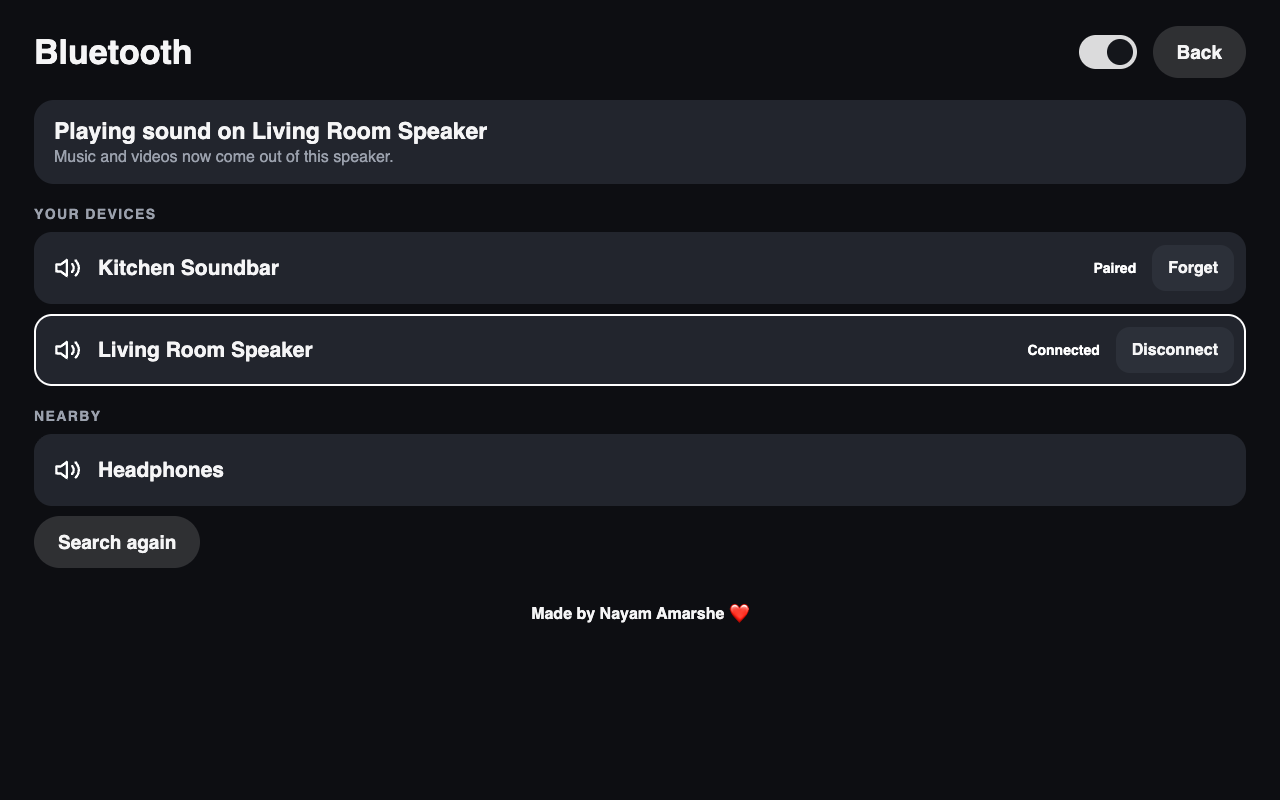 Bluetooth
Back
Playing sound on Living Room Speaker
Music and videos now come out of this speaker.
YOUR DEVICES
Kitchen Soundbar Paired Forget
Living Room Speaker Connected Disconnect
NEARBY
Headphones
Search again
Made by Nayam Amarshe ❤️